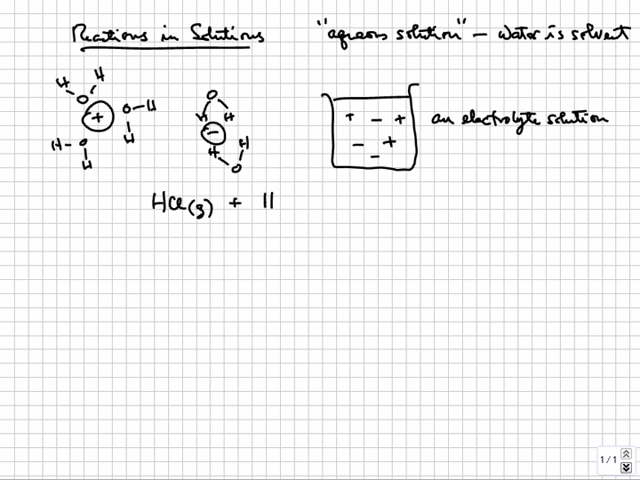 Reactions in Solutions
"aqueous solution" – Water is solvent
H H
O
+
O–H
H
H–O
H
O
H H
–
H H
O
+ – +
– +
–
an electrolyte solution
HCl(g) + H
1/1